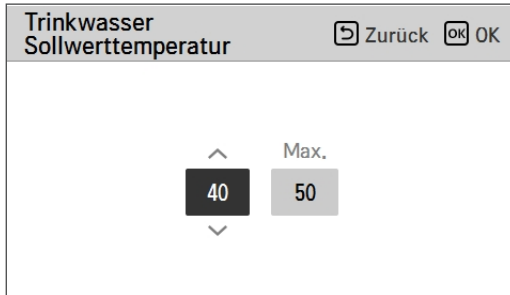 Trinkwasser
Sollwerttemperatur
Zurück OK OK
Max.
40 50